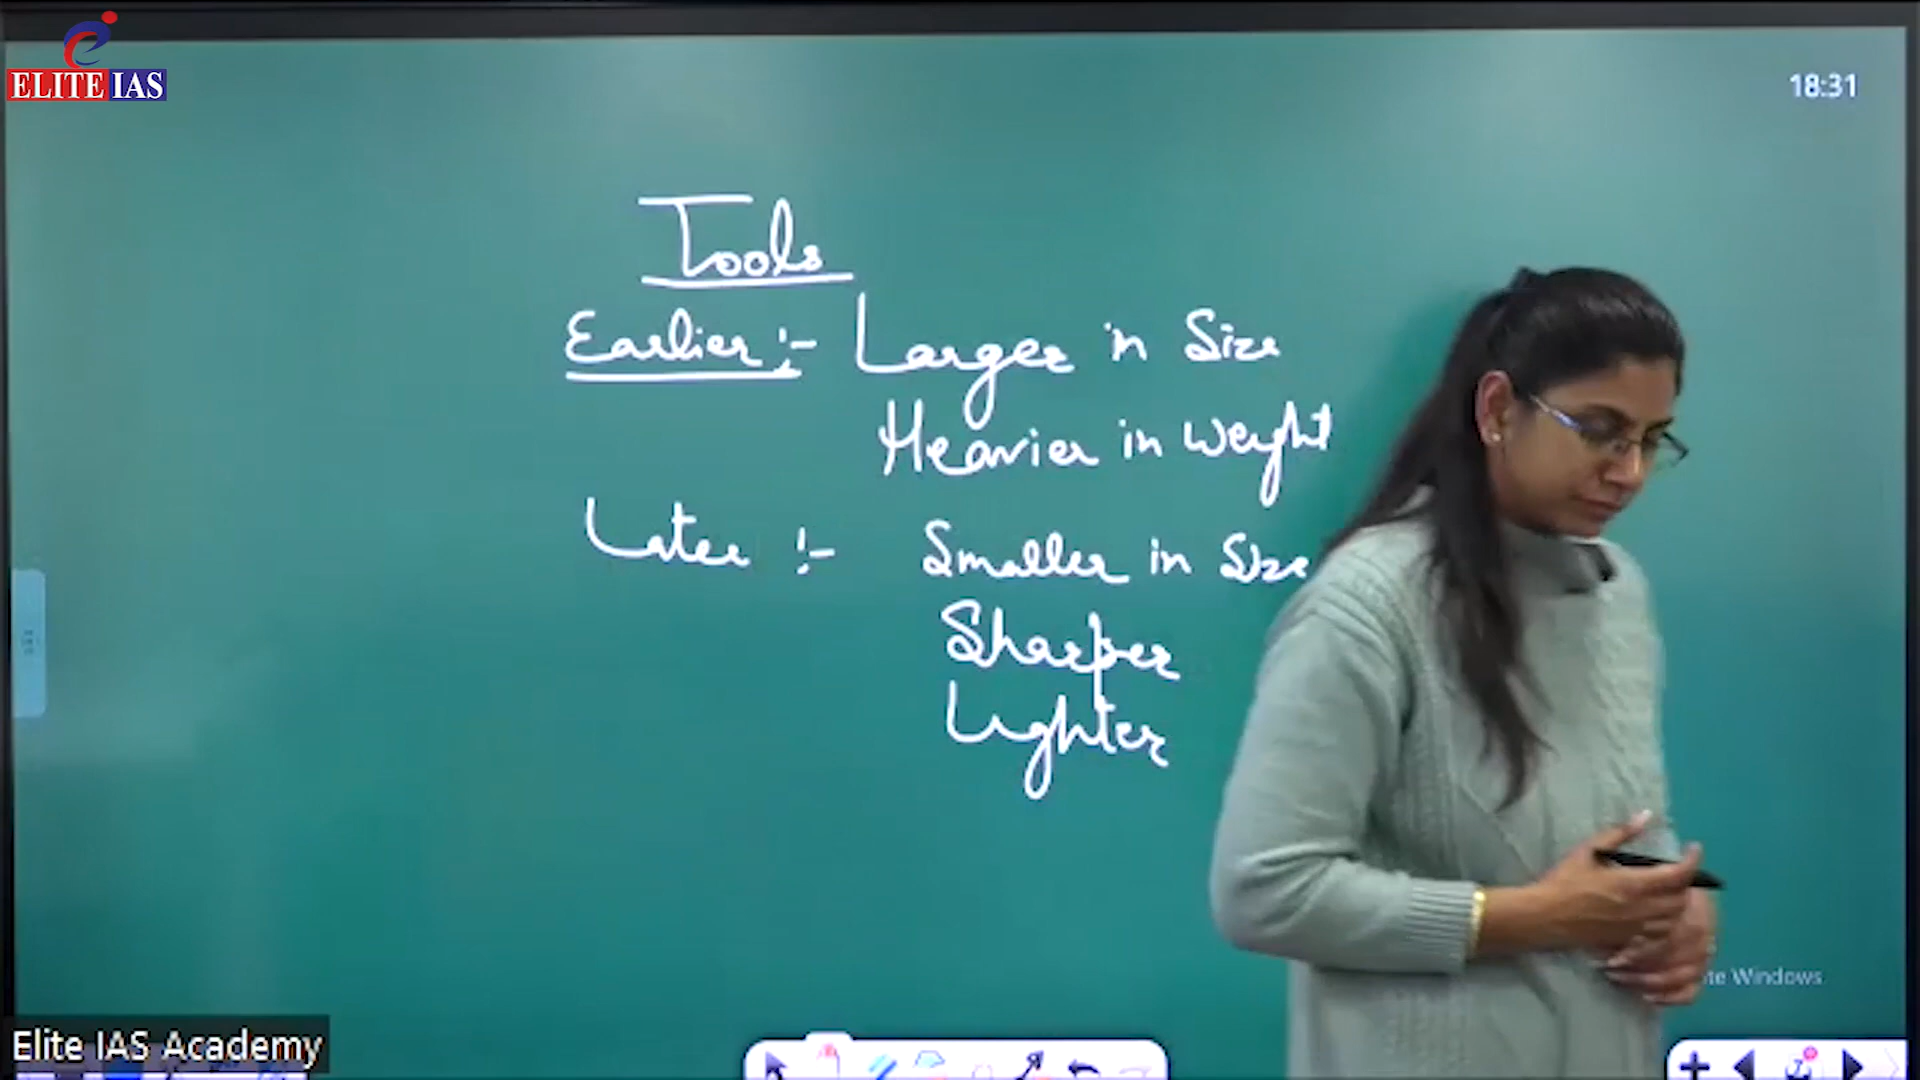 ELITE IAS
18:31
Tools
Earlier :- Larger in Size
Heavier in Weight
Later :- Smaller in Size
Sharper
Lighter
Windows
Elite IAS Academy